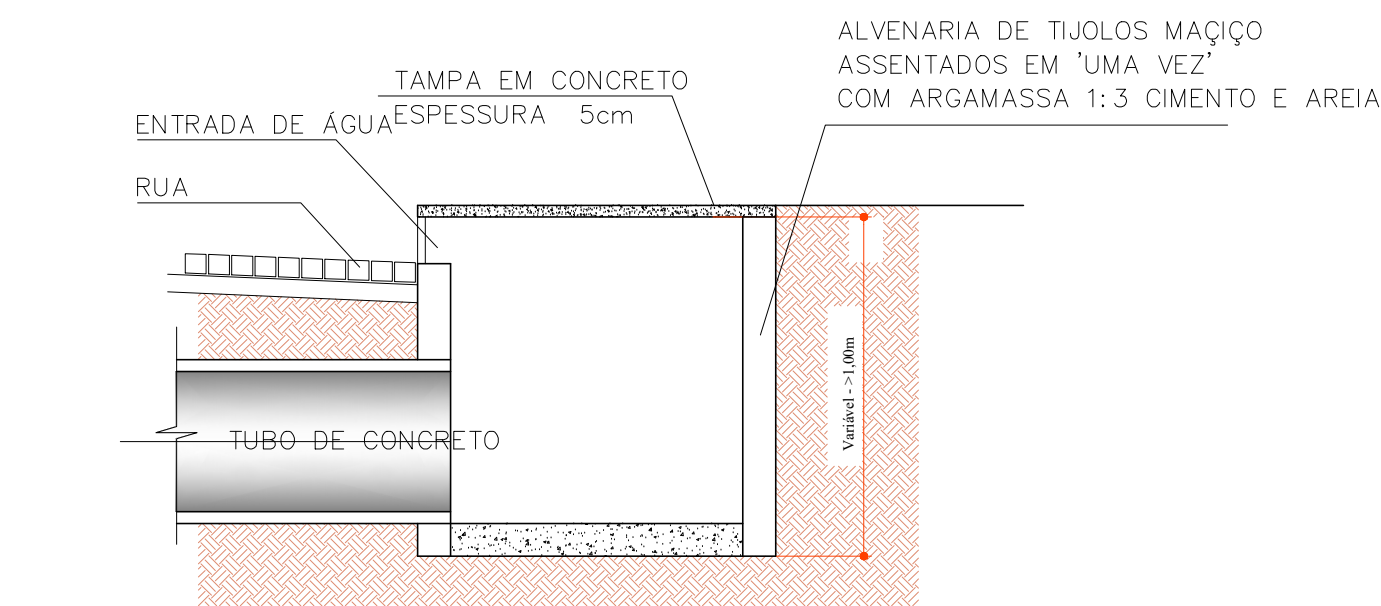 ALVENARIA DE TIJOLOS MAÇIÇO
ASSENTADOS EM 'UMA VEZ'
COM ARGAMASSA 1:3 CIMENTO E AREIA
TAMPA EM CONCRETO
ESPESSURA 5cm
ENTRADA DE ÁGUA
RUA
Variável - >1,00m
TUBO DE CONCRETO